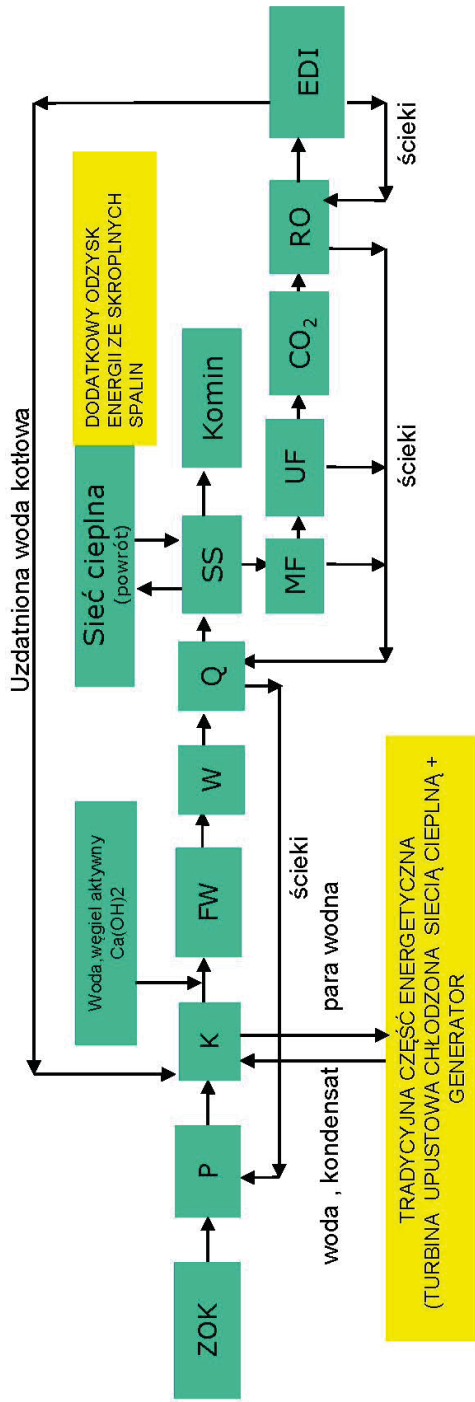 Uzdatniona woda kotłowa
DODATKOWY ODZYSK
ENERGII ZE SKROPLNYCH
SPALIN
Sieć cieplna
(powrót)
Woda,węgiel aktywny
Ca(OH)2
ZOK
P
K
FW
W
Q
SS
Komin
MF
UF
CO2
RO
EDI
ścieki
ścieki
ścieki
woda , kondensat
para wodna
TRADYCYJNA CZĘŚĆ ENERGETYCZNA
(TURBINA UPUSTOWA CHŁODZONA SIECIĄ CIEPLNĄ +
GENERATOR